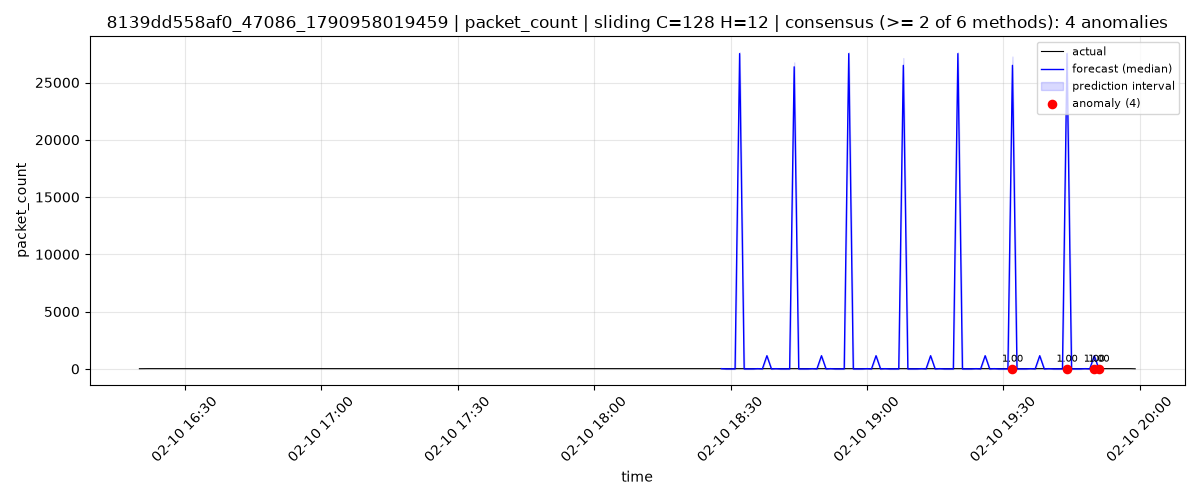 8139dd558af0_47086_1790958019459 | packet_count | sliding C=128 H=12 | consensus (>= 2 of 6 methods): 4 anomalies
packet_count
25000
20000
15000
10000
5000
0
actual
forecast (median)
prediction interval
anomaly (4)
1.00
1.00
02-10 16:30
02-10 17:00
02-10 17:30
02-10 18:00
02-10 18:30
02-10 19:00
02-10 19:30
02-10 20:00
time